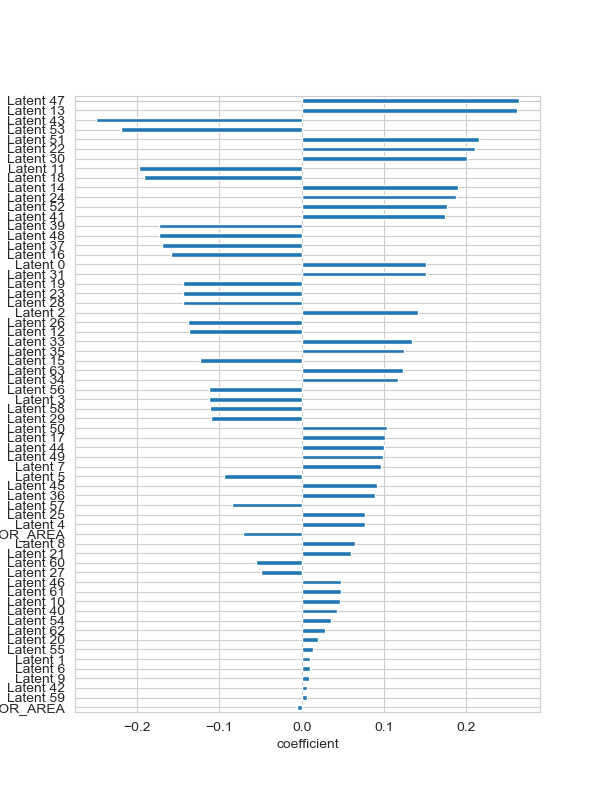 Latent 47
Latent 13
Latent 43
Latent 53
Latent 51
Latent 22
Latent 30
Latent 11
Latent 18
Latent 14
Latent 24
Latent 52
Latent 41
Latent 39
Latent 48
Latent 37
Latent 16
Latent 0
Latent 31
Latent 19
Latent 23
Latent 28
Latent 2
Latent 26
Latent 12
Latent 33
Latent 35
Latent 15
Latent 63
Latent 34
Latent 56
Latent 3
Latent 58
Latent 29
Latent 50
Latent 17
Latent 44
Latent 49
Latent 7
Latent 5
Latent 45
Latent 36
Latent 57
Latent 25
Latent 4
OR_AREA
Latent 8
Latent 21
Latent 60
Latent 27
Latent 46
Latent 61
Latent 10
Latent 40
Latent 54
Latent 62
Latent 20
Latent 55
Latent 1
Latent 6
Latent 9
Latent 42
Latent 59
OR_AREA
−0.2 −0.1 0.0 0.1 0.2
coefficient